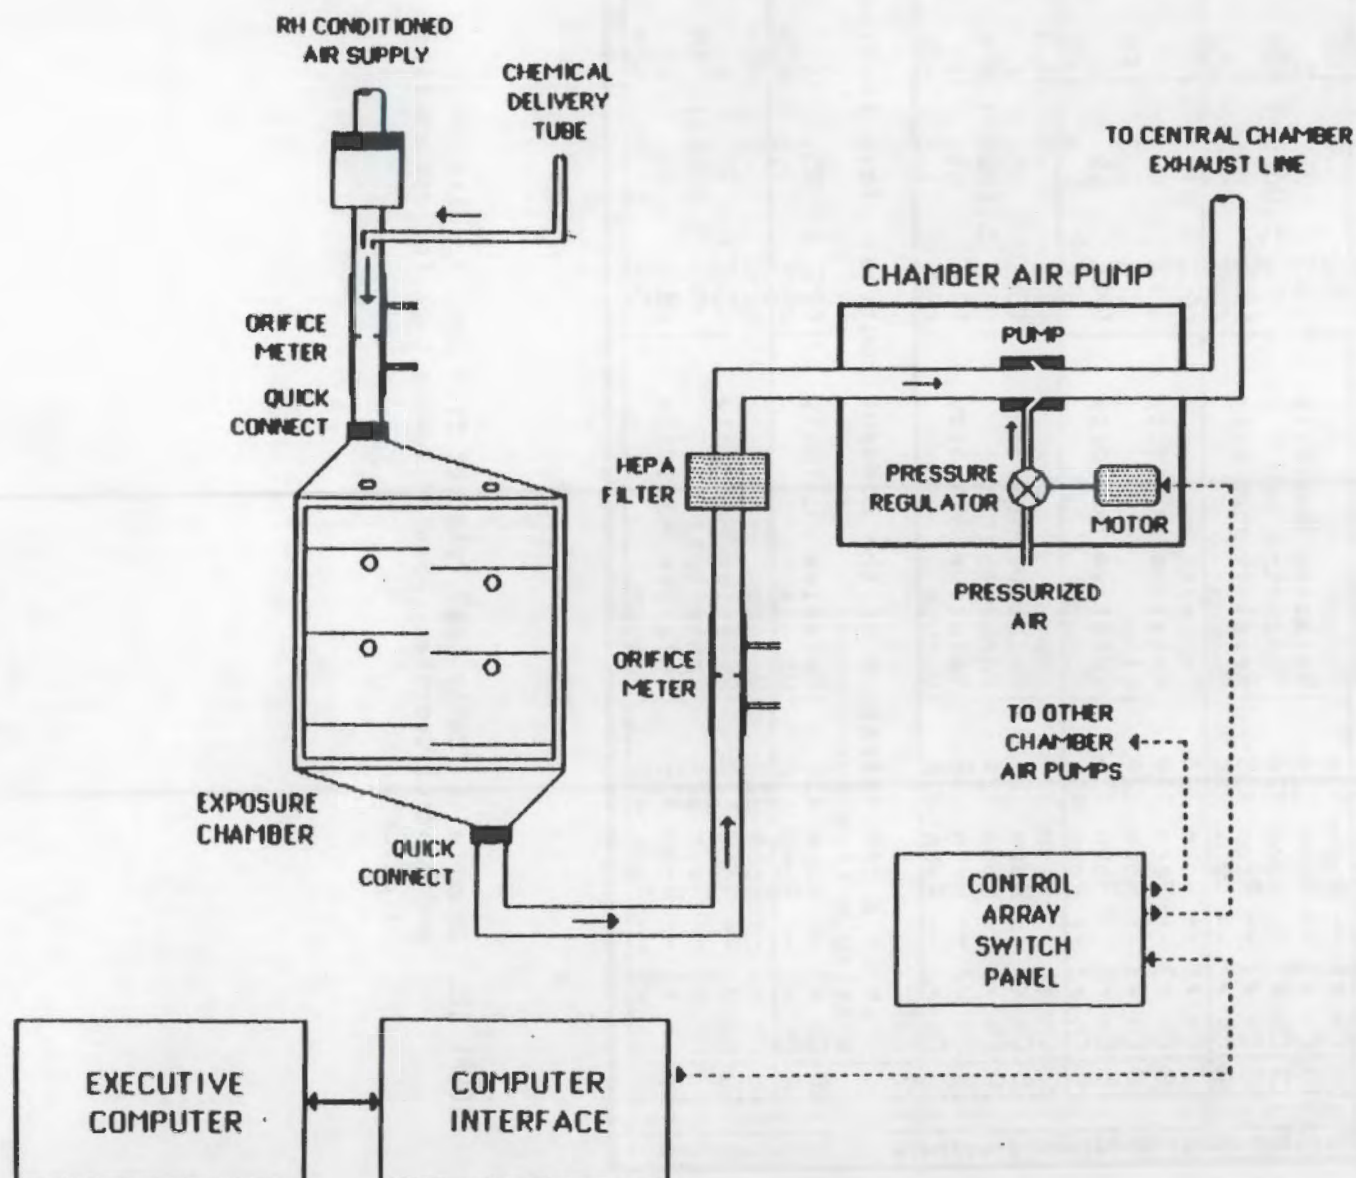 RH CONDITIONED
AIR SUPPLY
CHEMICAL
DELIVERY
TUBE
TO CENTRAL CHAMBER
EXHAUST LINE
CHAMBER AIR PUMP
ORIFICE
METER
PUMP
QUICK
CONNECT
HEPA
FILTER
PRESSURE
REGULATOR
MOTOR
PRESSURIZED
AIR
ORIFICE
METER
TO OTHER
CHAMBER
AIR PUMPS
EXPOSURE
CHAMBER
QUICK
CONNECT
CONTROL
ARRAY
SWITCH
PANEL
EXECUTIVE
COMPUTER
COMPUTER
INTERFACE